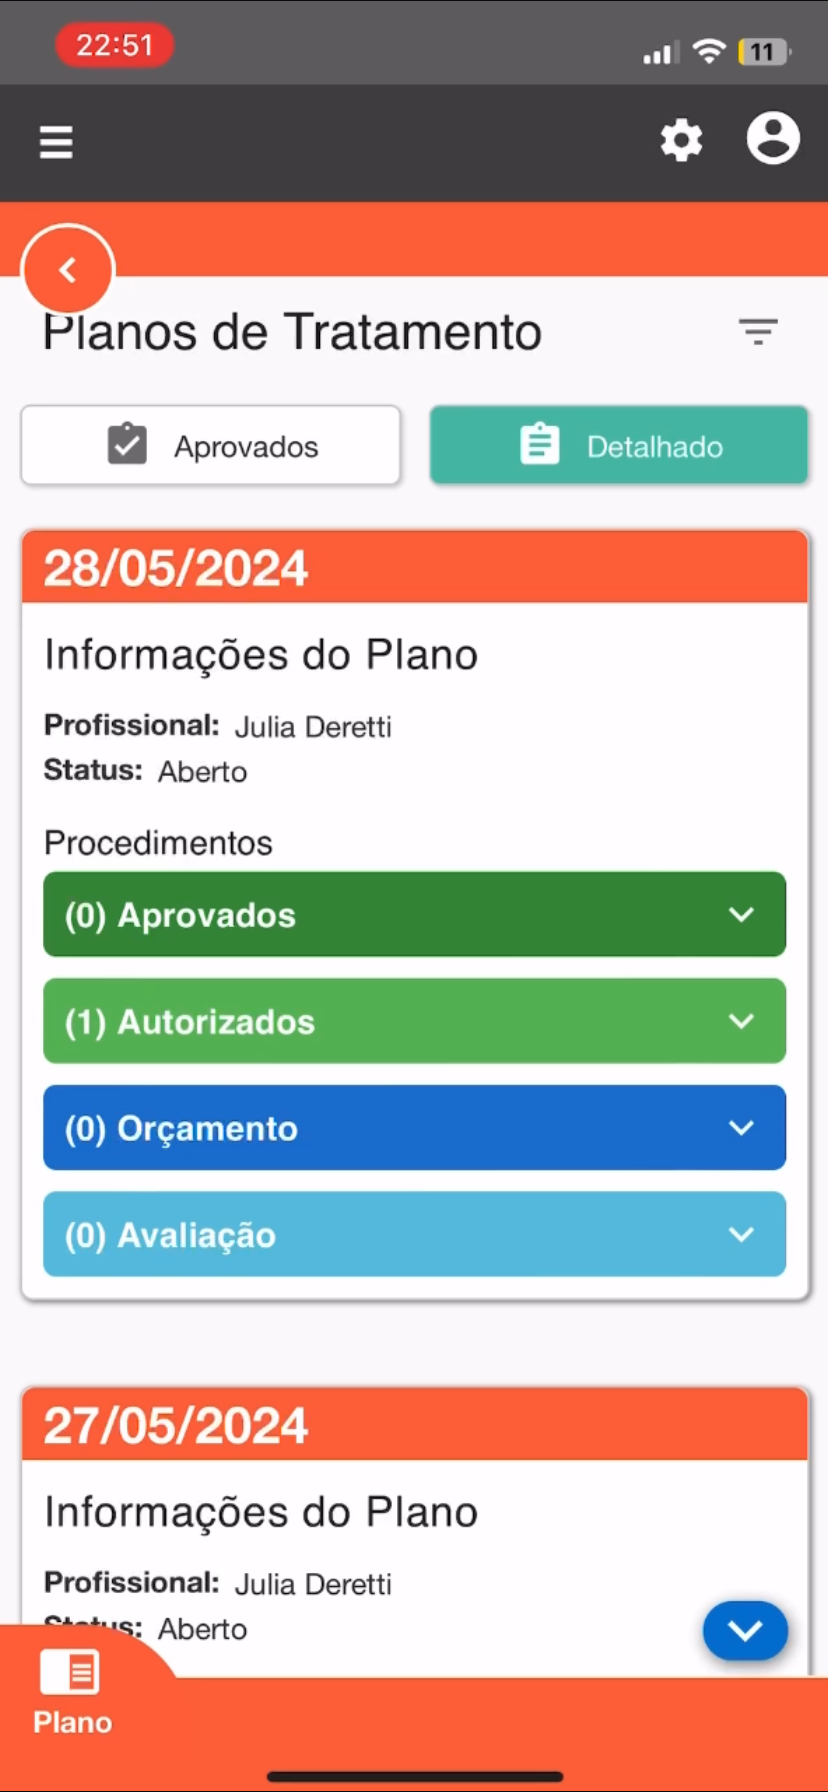 22:51
11
Planos de Tratamento
Aprovados
Detalhado
28/05/2024
Informações do Plano
Profissional: Julia Deretti
Status: Aberto
Procedimentos
(0) Aprovados
(1) Autorizados
(0) Orçamento
(0) Avaliação
27/05/2024
Informações do Plano
Profissional: Julia Deretti
Status: Aberto
Plano